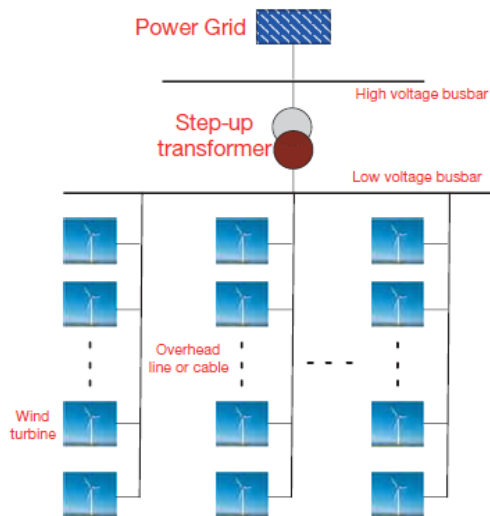 Power Grid
High voltage busbar
Step-up
transformer
Low voltage busbar
Overhead
line or cable
Wind
turbine